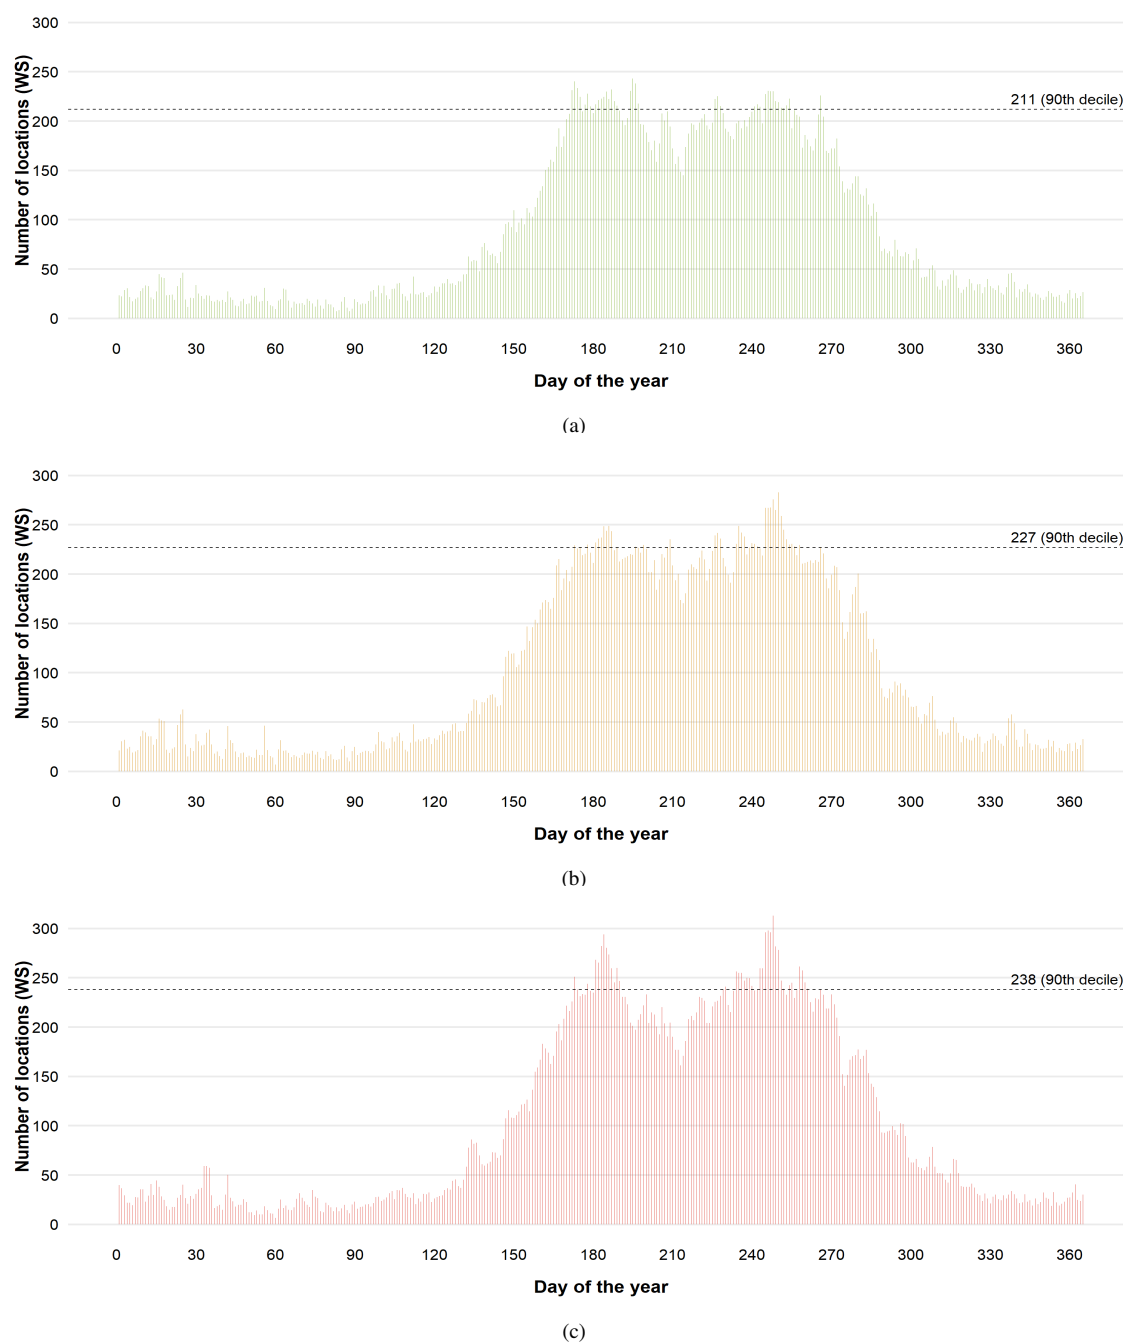 300
250
200
150
100
50
0
Number of locations (WS)
211 (90th decile)
0 30 60 90 120 150 180 210 240 270 300 330 360
Day of the year
(a)
300
250
200
150
100
50
0
Number of locations (WS)
227 (90th decile)
0 30 60 90 120 150 180 210 240 270 300 330 360
Day of the year
(b)
300
250
200
150
100
50
0
Number of locations (WS)
238 (90th decile)
0 30 60 90 120 150 180 210 240 270 300 330 360
Day of the year
(c)